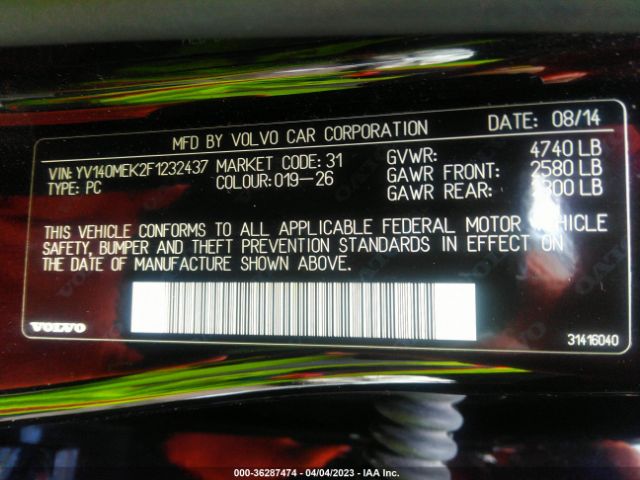 MFD BY VOLVO CAR CORPORATION DATE: 08/14
VIN: YV140MEK2F1232437 MARKET CODE: 31 GVWR: 4740 LB
TYPE: PC COLOUR: 019-26 GAWR FRONT: 2580 LB
GAWR REAR: LB
THIS VEHICLE CONFORMS TO ALL APPLICABLE FEDERAL MOTOR VEHICLE
SAFETY, BUMPER AND THEFT PREVENTION STANDARDS IN EFFECT ON
THE DATE OF MANUFACTURE SHOWN ABOVE.
VOLVO
31416040
000-36287474 - 04/04/2023 - IAA Inc.